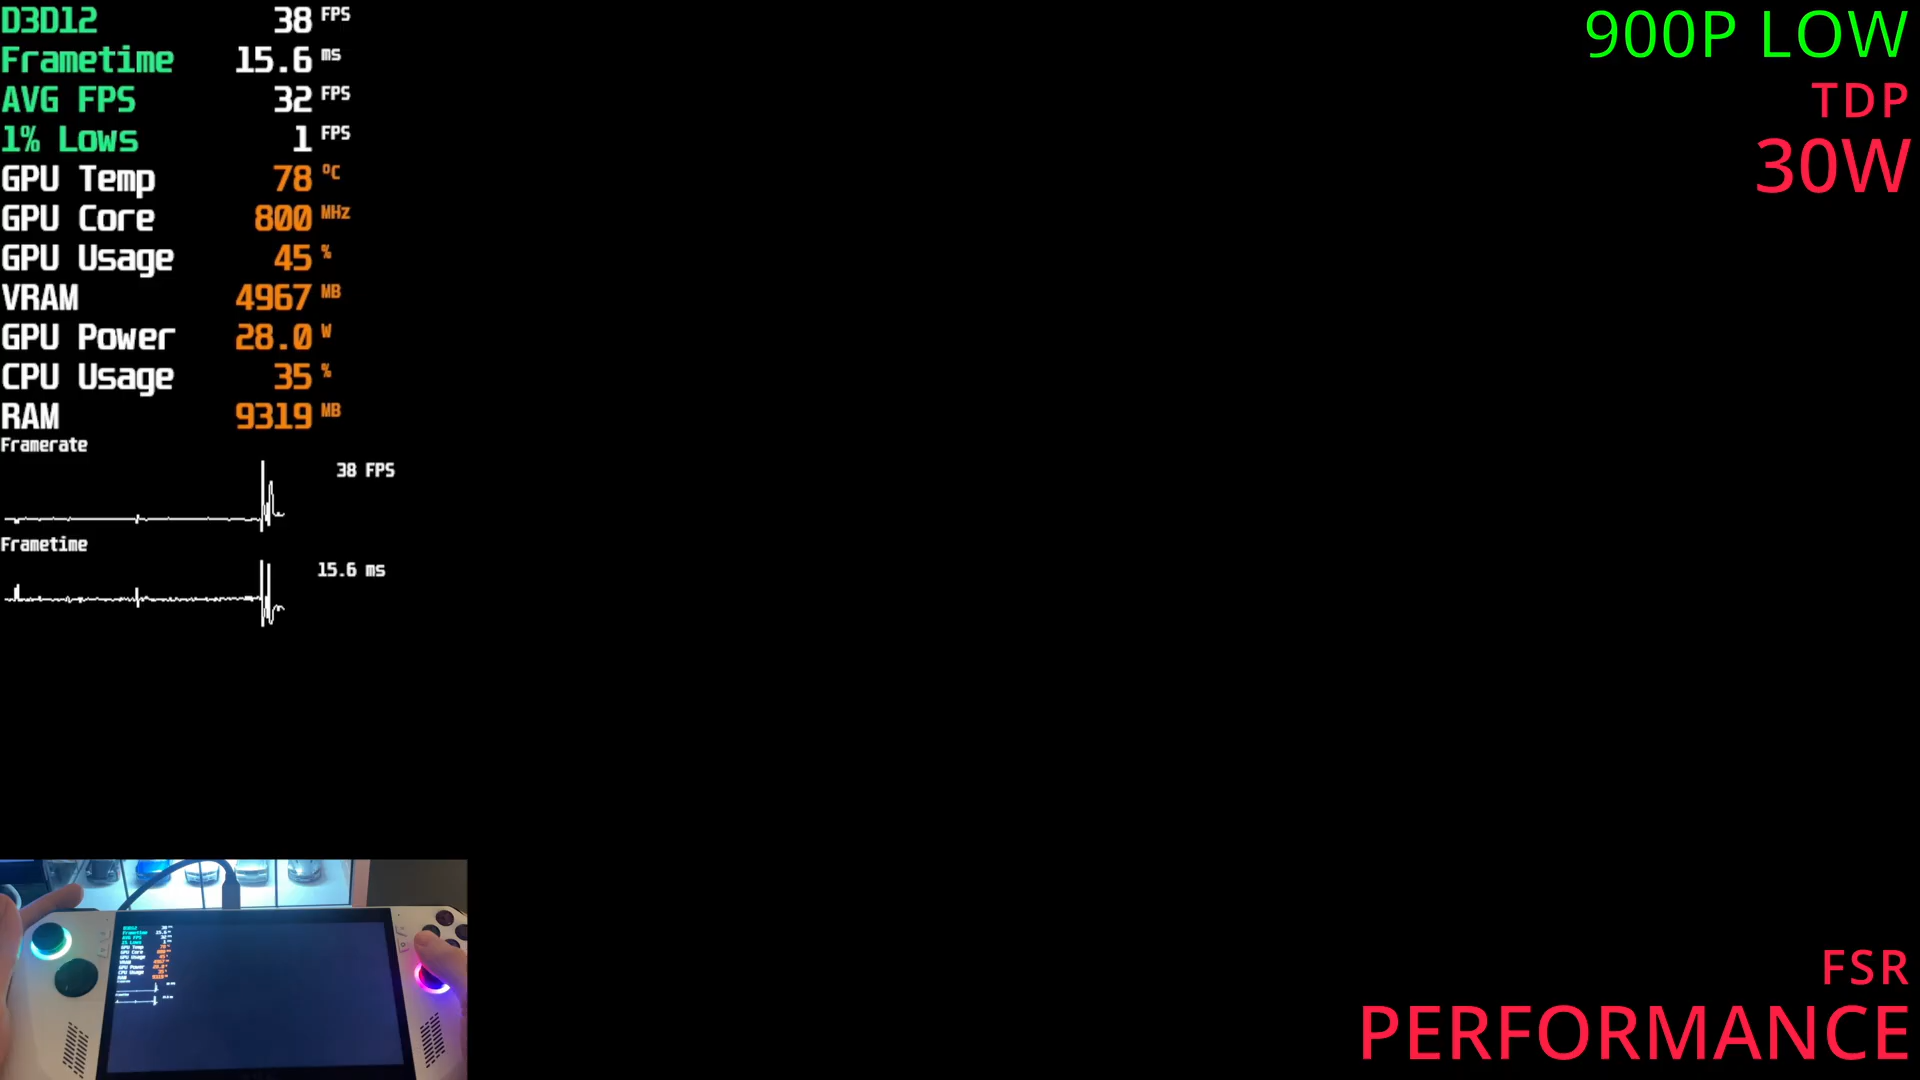 D3D12 38 FPS
Frametime 15.6 ms
AVG FPS 32 FPS
1% Lows 1 FPS
GPU Temp 78 °C
GPU Core 800 MHz
GPU Usage 45 %
VRAM 4967 MB
GPU Power 28.0 W
CPU Usage 35 %
RAM 9319 MB
Framerate
38 FPS
Frametime
15.6 ms
900P LOW
TDP
30W
FSR
PERFORMANCE